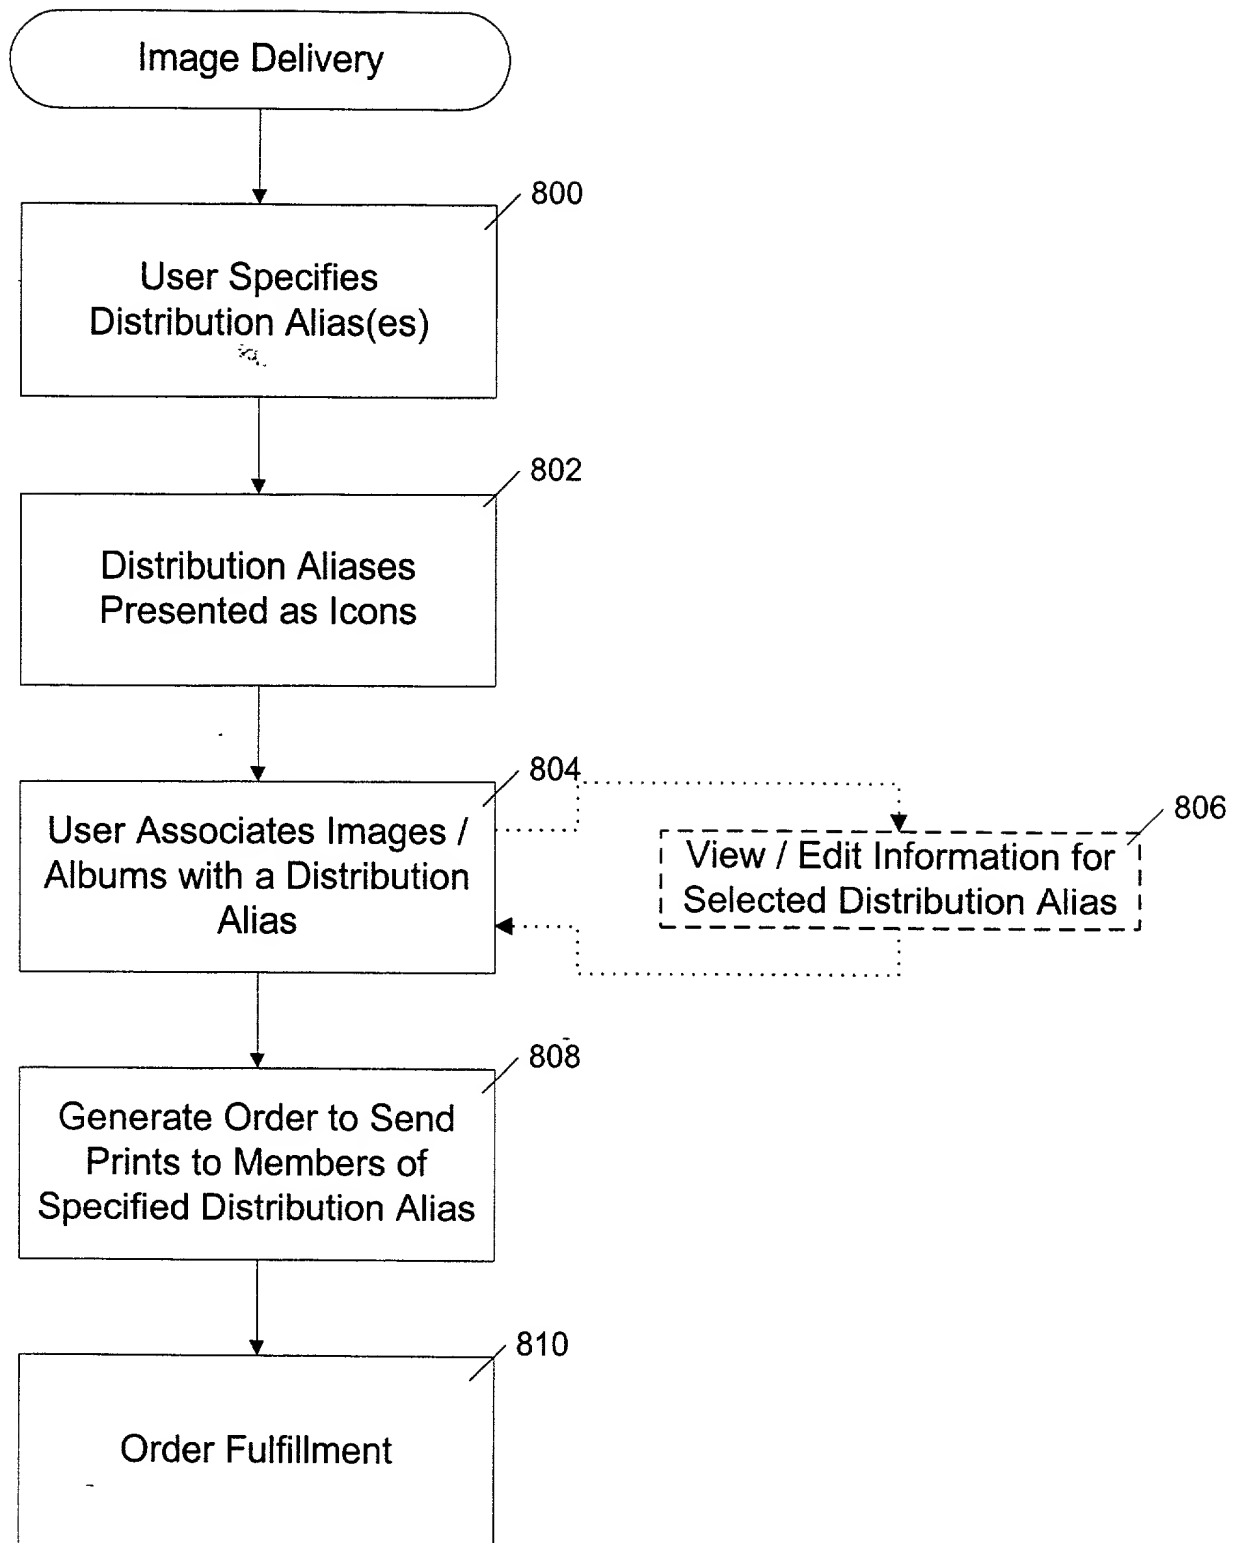 Image Delivery
800
User Specifies
Distribution Alias(es)
802
Distribution Aliases
Presented as Icons
804
User Associates Images /
Albums with a Distribution
Alias
806
View / Edit Information for
Selected Distribution Alias
808
Generate Order to Send
Prints to Members of
Specified Distribution Alias
810
Order Fulfillment